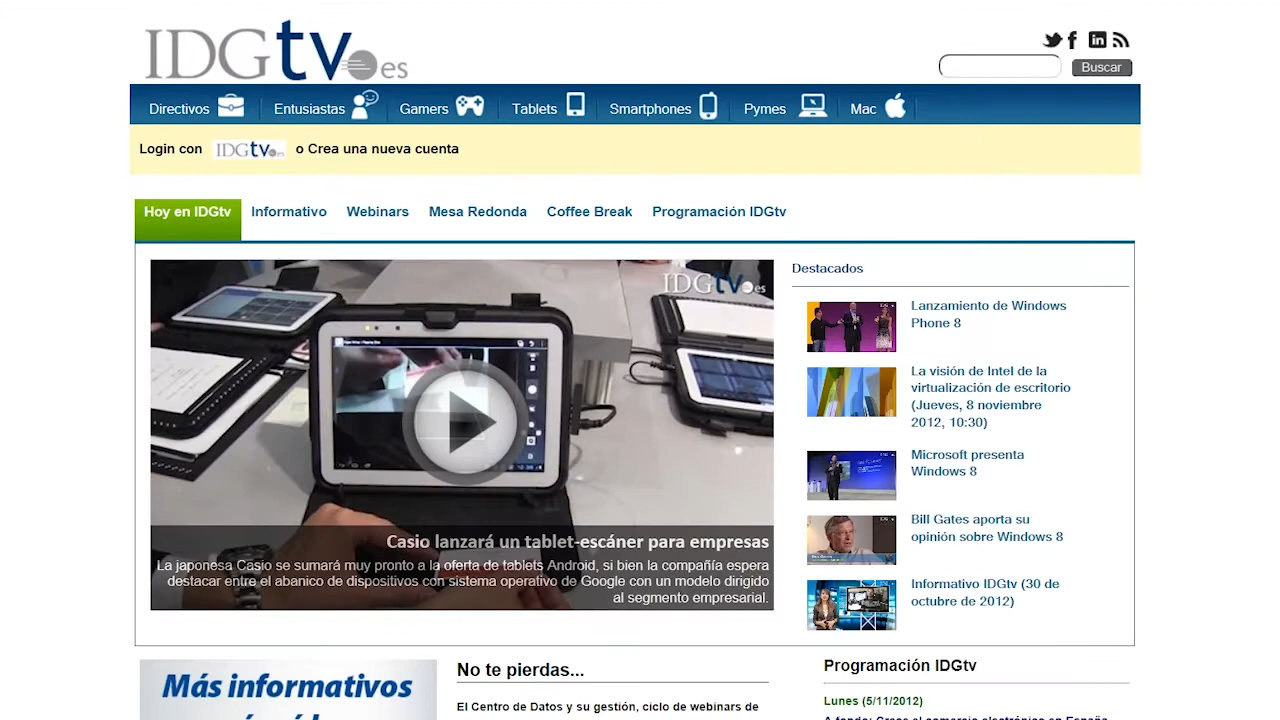 IDGtv.es
Buscar
Directivos Entusiastas Gamers Tablets Smartphones Pymes Mac
Login con IDGtv.es o Crea una nueva cuenta
Hoy en IDGtv Informativo Webinars Mesa Redonda Coffee Break Programación IDGtv
IDGtv.es
Casio lanzará un tablet-escáner para empresas
La japonesa Casio se sumará muy pronto a la oferta de tablets Android, si bien la compañía espera
destacar entre el abanico de dispositivos con sistema operativo de Google con un modelo dirigido
al segmento empresarial.
Destacados
Lanzamiento de Windows
Phone 8
La visión de Intel de la
virtualización de escritorio
(Jueves, 8 noviembre
2012, 10:30)
Microsoft presenta
Windows 8
Bill Gates aporta su
opinión sobre Windows 8
Informativo IDGtv (30 de
octubre de 2012)
Más informativos
No te pierdas...
El Centro de Datos y su gestión, ciclo de webinars de
Programación IDGtv
Lunes (5/11/2012)